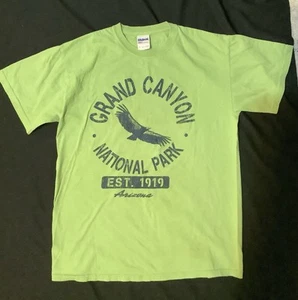 GRAND CANYON
NATIONAL PARK
EST. 1919
Arizona